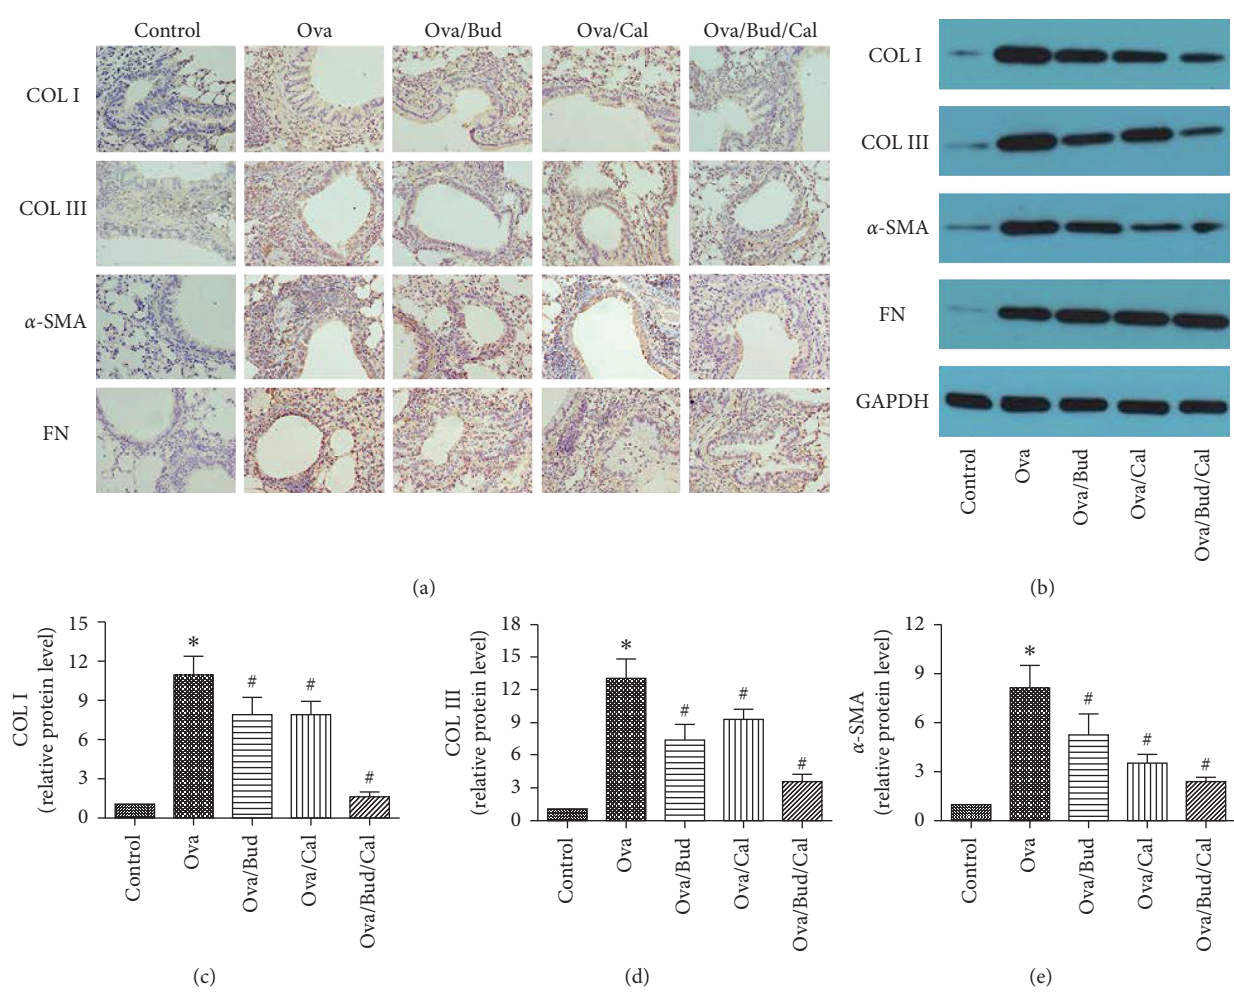 Control Ova Ova/Bud Ova/Cal Ova/Bud/Cal
COL I
COL III
α-SMA
FN
(a)
COL I
COL III
α-SMA
FN
GAPDH
Control
Ova
Ova/Bud
Ova/Cal
Ova/Bud/Cal
(b)
COL I
(relative protein level)
15
12
9
6
3
0
*
#
#
#
Control
Ova
Ova/Bud
Ova/Cal
Ova/Bud/Cal
(c)
COL III
(relative protein level)
18
15
12
9
6
3
0
*
#
#
#
Control
Ova
Ova/Bud
Ova/Cal
Ova/Bud/Cal
(d)
α-SMA
(relative protein level)
12
9
6
3
0
*
#
#
#
Control
Ova
Ova/Bud
Ova/Cal
Ova/Bud/Cal
(e)